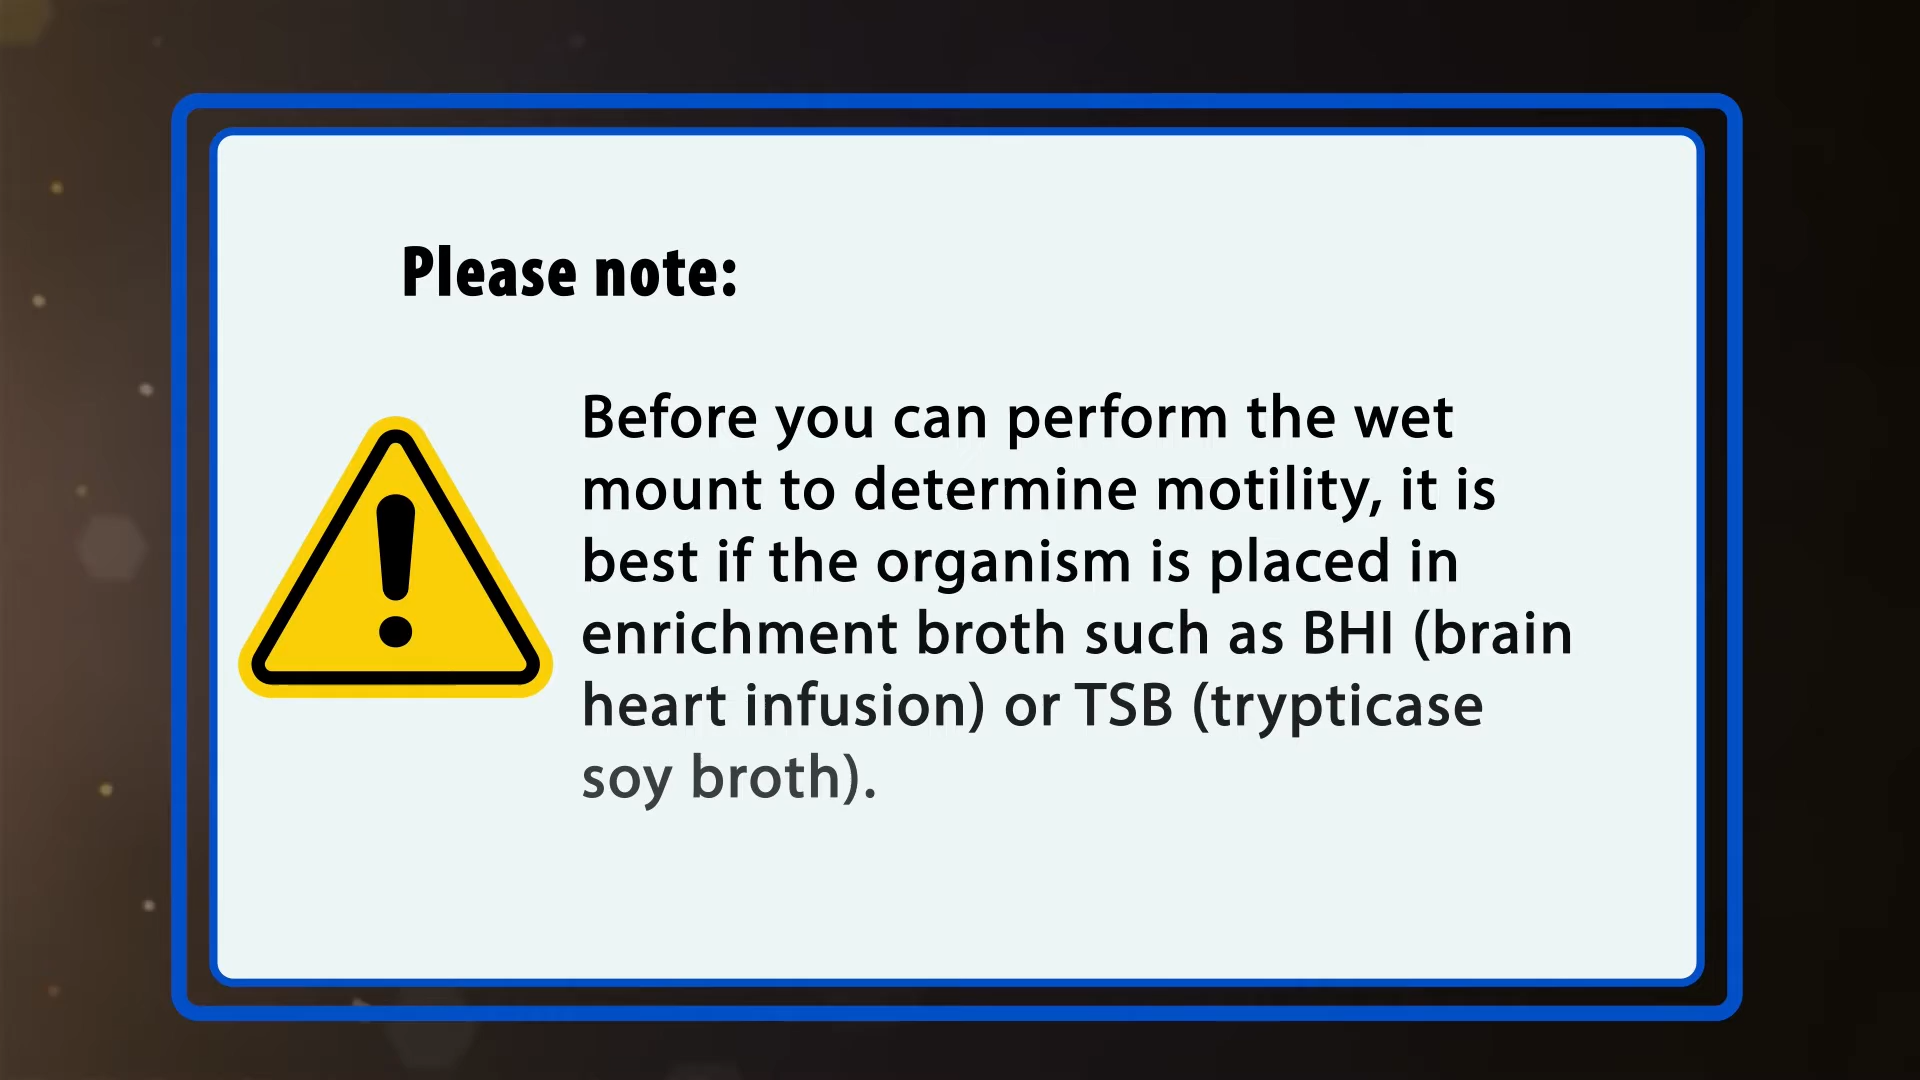 Please note:
Before you can perform the wet
mount to determine motility, it is
best if the organism is placed in
enrichment broth such as BHI (brain
heart infusion) or TSB (trypticase
soy broth).